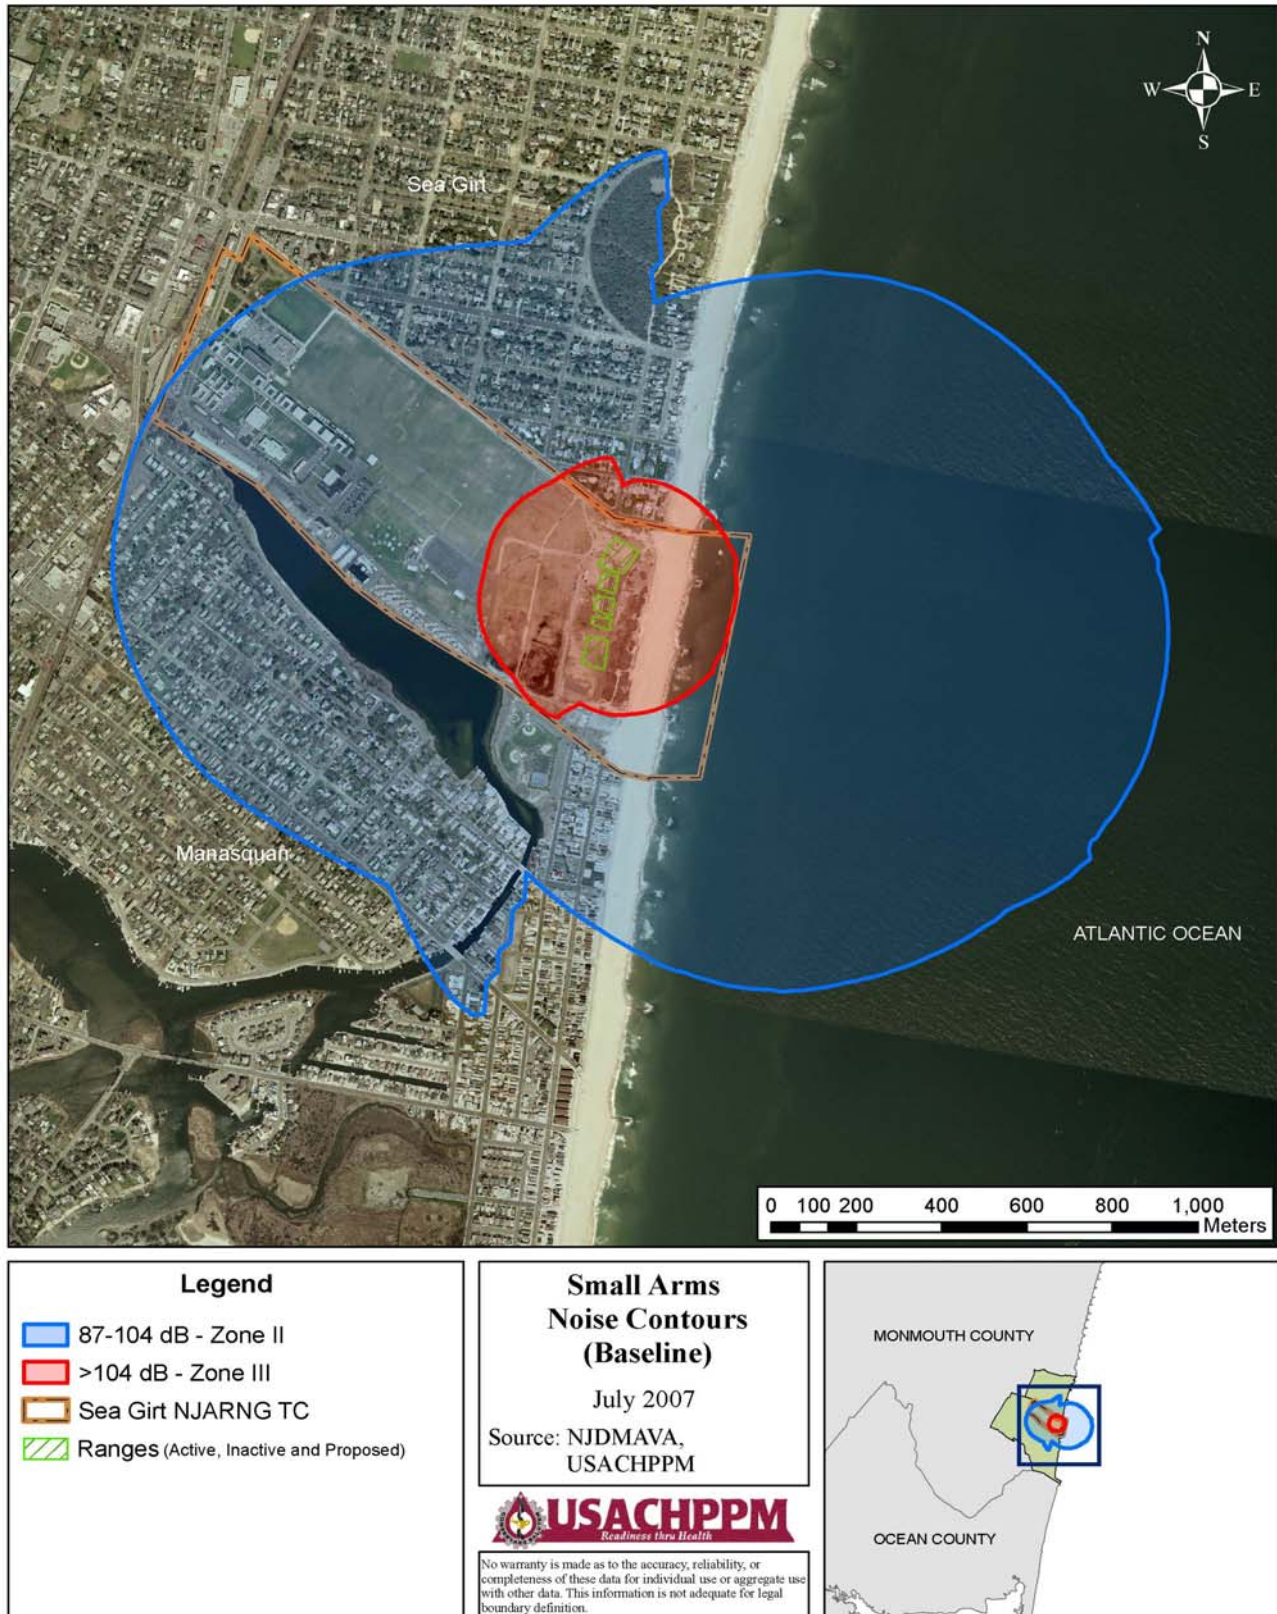 N
W E
S
Sea Girt
Manasquan
ATLANTIC OCEAN
0 100 200 400 600 800 1,000
Meters
Legend
87-104 dB - Zone II
>104 dB - Zone III
Sea Girt NJARNG TC
Ranges (Active, Inactive and Proposed)
Small Arms
Noise Contours
(Baseline)
July 2007
Source: NJDMAVA,
USACHPPM
USACHPPM
Readiness thru Health
No warranty is made as to the accuracy, reliability, or
completeness of these data for individual use or aggregate use
with other data. This information is not adequate for legal
boundary definition.
MONMOUTH COUNTY
OCEAN COUNTY